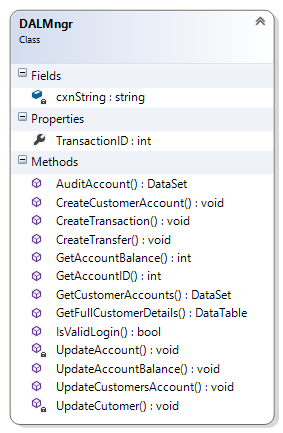 DALMngr
Class
Fields
cxnString : string
Properties
TransactionID : int
Methods
AuditAccount() : DataSet
CreateCustomerAccount() : void
CreateTransaction() : void
CreateTransfer() : void
GetAccountBalance() : int
GetAccountID() : int
GetCustomerAccounts() : DataSet
GetFullCustomerDetails() : DataTable
IsValidLogin() : bool
UpdateAccount() : void
UpdateAccountBalance() : void
UpdateCustomersAccount() : void
UpdateCutomer() : void